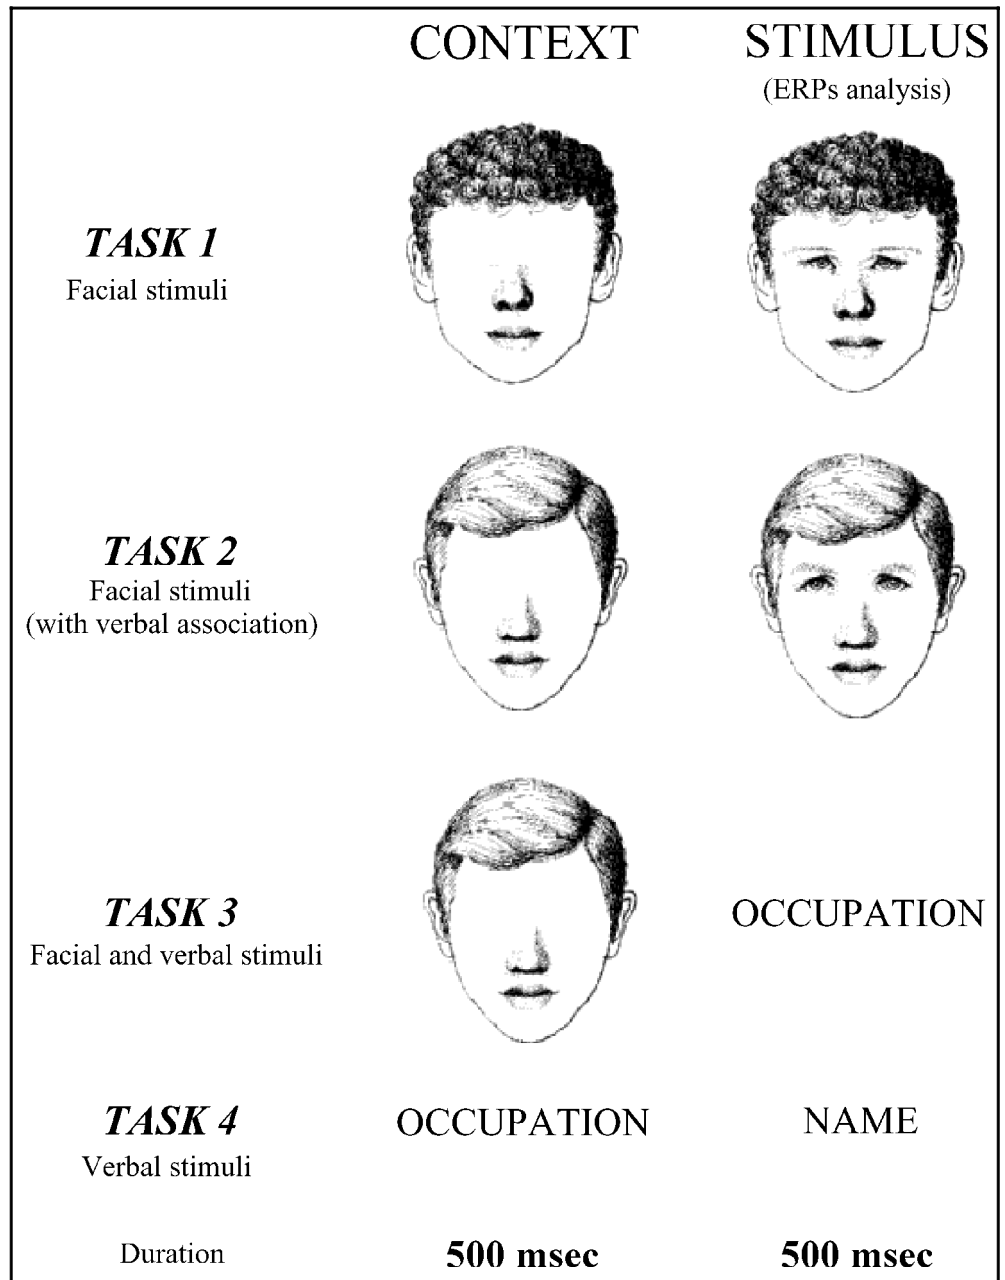 CONTEXT STIMULUS
(ERPs analysis)
TASK 1
Facial stimuli
TASK 2
Facial stimuli
(with verbal association)
TASK 3 OCCUPATION
Facial and verbal stimuli
TASK 4 OCCUPATION NAME
Verbal stimuli
Duration 500 msec 500 msec